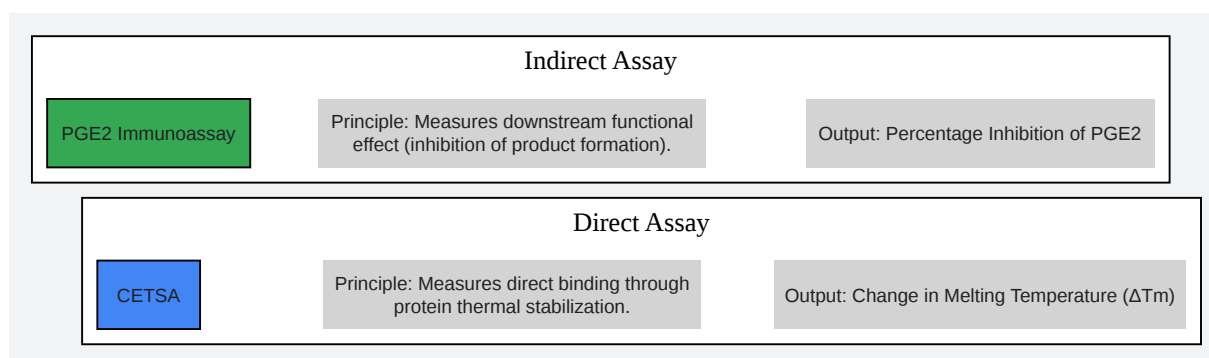 Indirect Assay
PGE2 Immunoassay
Principle: Measures downstream functional
effect (inhibition of product formation).
Output: Percentage Inhibition of PGE2
Direct Assay
CETSA
Principle: Measures direct binding through
protein thermal stabilization.
Output: Change in Melting Temperature (ΔTm)